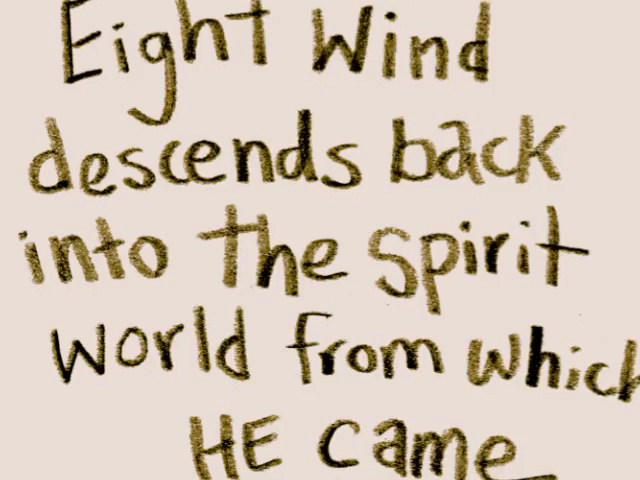 Eight Wind
descends back
into the spirit
world from which
HE came